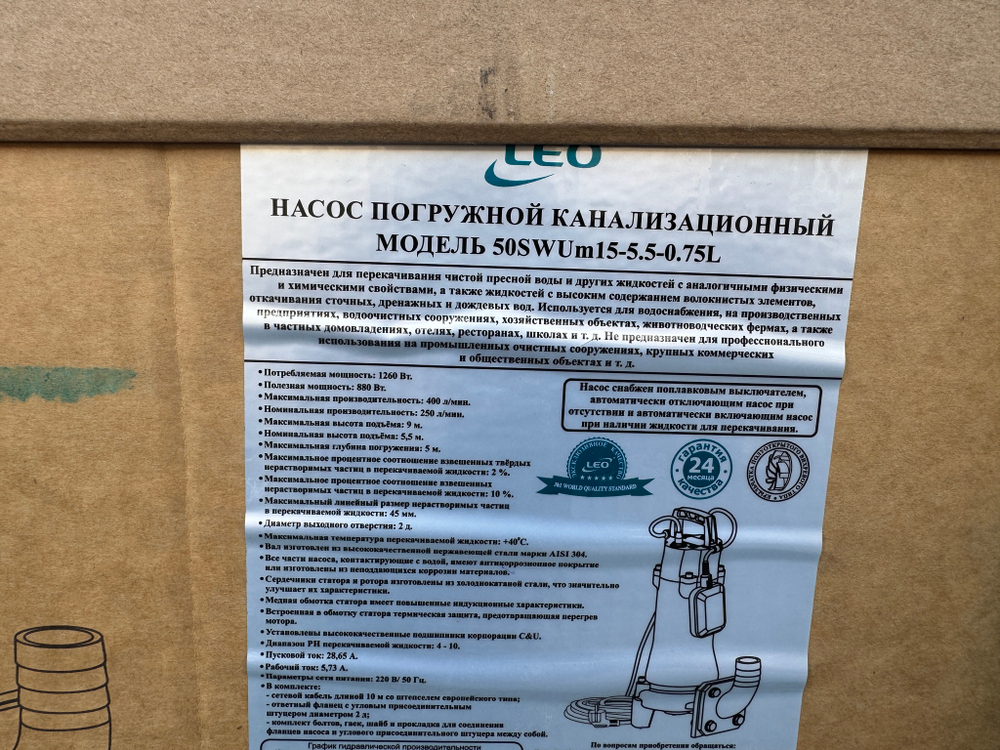 LEO
НАСОС ПОГРУЖНОЙ КАНАЛИЗАЦИОННЫЙ
МОДЕЛЬ 50SWUm15-5.5-0.75L
Предназначен для перекачивания чистой пресной воды и других жидкостей с аналогичными физическими
и химическими свойствами, а также жидкостей с высоким содержанием волокнистых элементов,
откачивания сточных, дренажных и дождевых вод. Используется для водоснабжения, на производственных
предприятиях, водоочистных сооружениях, хозяйственных объектах, животноводческих фермах, а также
в частных домовладениях, отелях, ресторанах, школах и т. д. Не предназначен для профессионального
использования на промышленных очистных сооружениях, крупных коммерческих
и общественных объектах и т. д.
• Потребляемая мощность: 1260 Вт.
• Полезная мощность: 880 Вт.
• Максимальная производительность: 400 л/мин.
• Номинальная производительность: 250 л/мин.
• Максимальная высота подъёма: 9 м.
• Номинальная высота подъёма: 5,5 м.
• Максимальная глубина погружения: 5 м.
• Максимальное процентное соотношение взвешенных твёрдых
нерастворимых частиц в перекачиваемой жидкости: 2 %.
• Максимальное процентное соотношение взвешенных
нерастворимых частиц в перекачиваемой жидкости: 10 %.
• Максимальный линейный размер нерастворимых частиц
в перекачиваемой жидкости: 45 мм.
• Диаметр выходного отверстия: 2 д.
• Максимальная температура перекачиваемой жидкости: +40°С.
• Вал изготовлен из высококачественной нержавеющей стали марки AISI 304.
• Все части насоса, контактирующие с водой, имеют антикоррозионное покрытие
или изготовлены из неподдающихся коррозии материалов.
• Сердечники статора и ротора изготовлены из холоднокатаной стали, что значительно
улучшает их характеристики.
• Медная обмотка статора имеет повышенные индукционные характеристики.
• Встроенная в обмотку статора термическая защита, предотвращающая перегрев
мотора.
• Установлены высококачественные подшипники корпорации C&U.
• Диапазон PH перекачиваемой жидкости: 4 - 10.
• Пусковой ток: 28,65 А.
• Рабочий ток: 5,73 А.
• Параметры сети питания: 220 В/ 50 Гц.
• В комплекте:
- сетевой кабель длиной 10 м со штепселем европейского типа;
- ответный фланец с угловым присоединительным
штуцером диаметром 2 д;
- комплект болтов, гаек, шайб и прокладка для соединения
фланцев насоса и углового присоединительного штуцера между собой.
График гидравлической производительности
Насос снабжен поплавковым выключателем,
автоматически отключающим насос при
отсутствии и автоматически включающим насос
при наличии жидкости для перекачивания.
LEO
№1 WORLD QUALITY STANDARD
гарантия
24
месяца
качества
По вопросам приобретения обращаться: